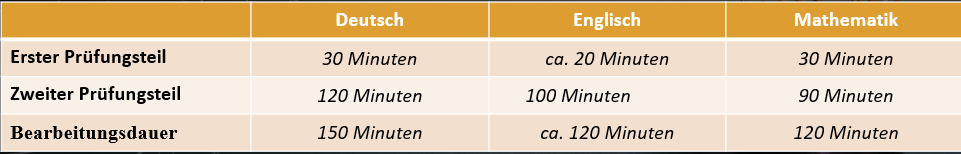 Deutsch Englisch Mathematik
Erster Prüfungsteil 30 Minuten ca. 20 Minuten 30 Minuten
Zweiter Prüfungsteil 120 Minuten 100 Minuten 90 Minuten
Bearbeitungsdauer 150 Minuten ca. 120 Minuten 120 Minuten